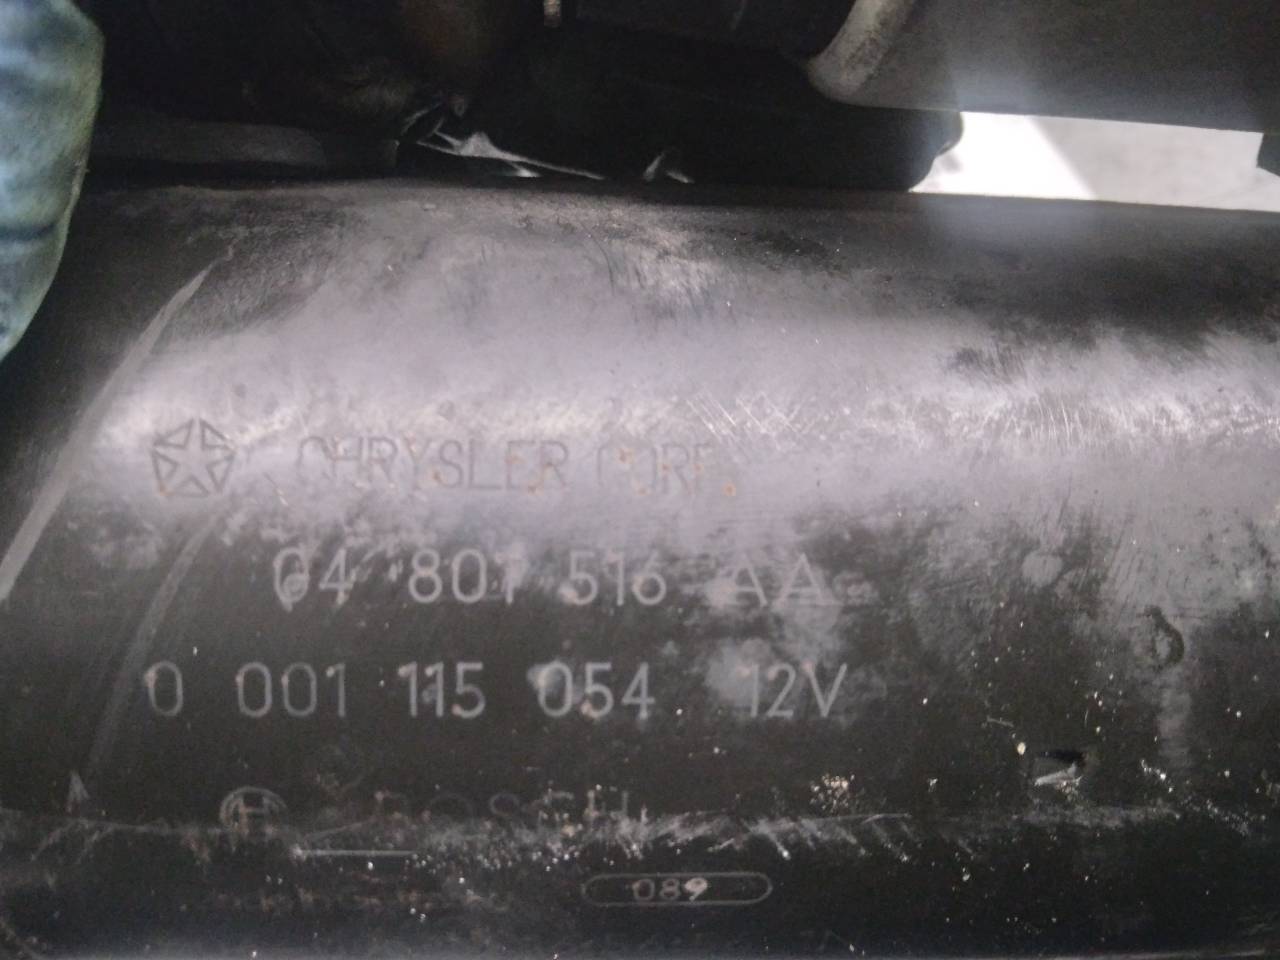 CHRYSLER CORP.
04 801 516 AA
0 001 115 054 12V
BOSCH
089